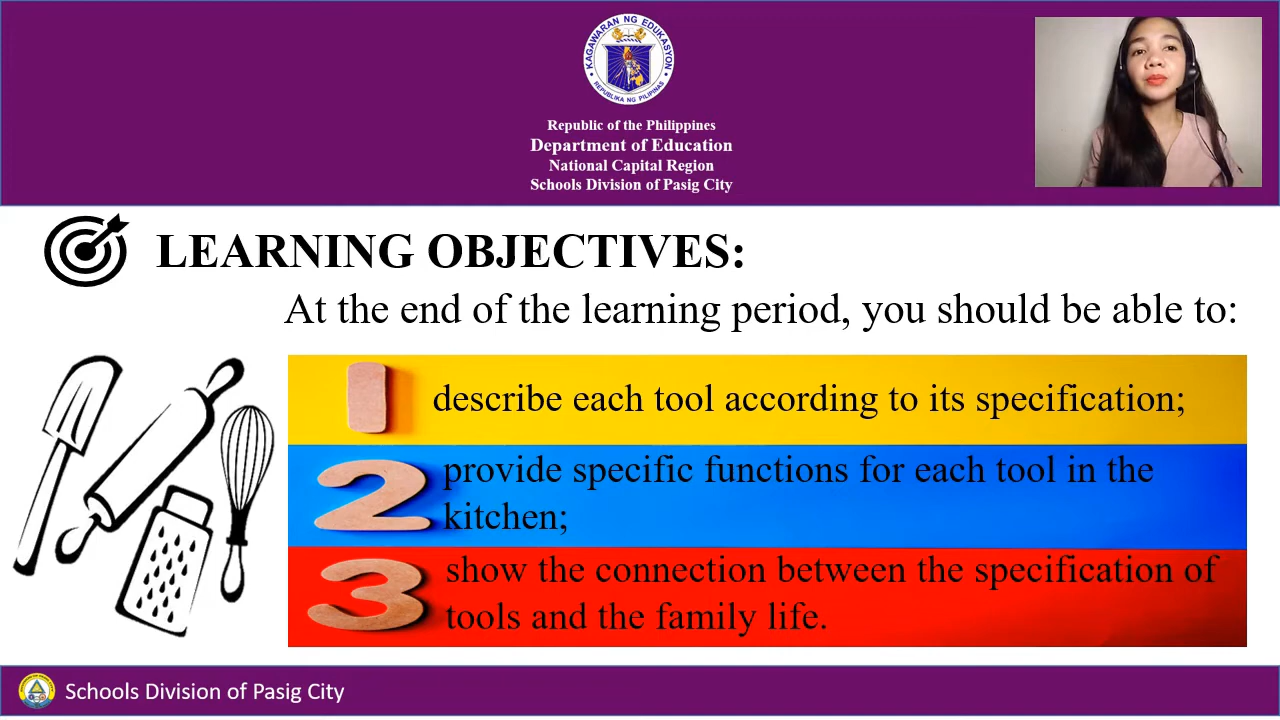 KAGAWARAN NG EDUKASYON
REPUBLIKA NG PILIPINAS
Republic of the Philippines
Department of Education
National Capital Region
Schools Division of Pasig City
LEARNING OBJECTIVES:
At the end of the learning period, you should be able to:
1 describe each tool according to its specification;
2 provide specific functions for each tool in the
kitchen;
3 show the connection between the specification of
tools and the family life.
Schools Division of Pasig City